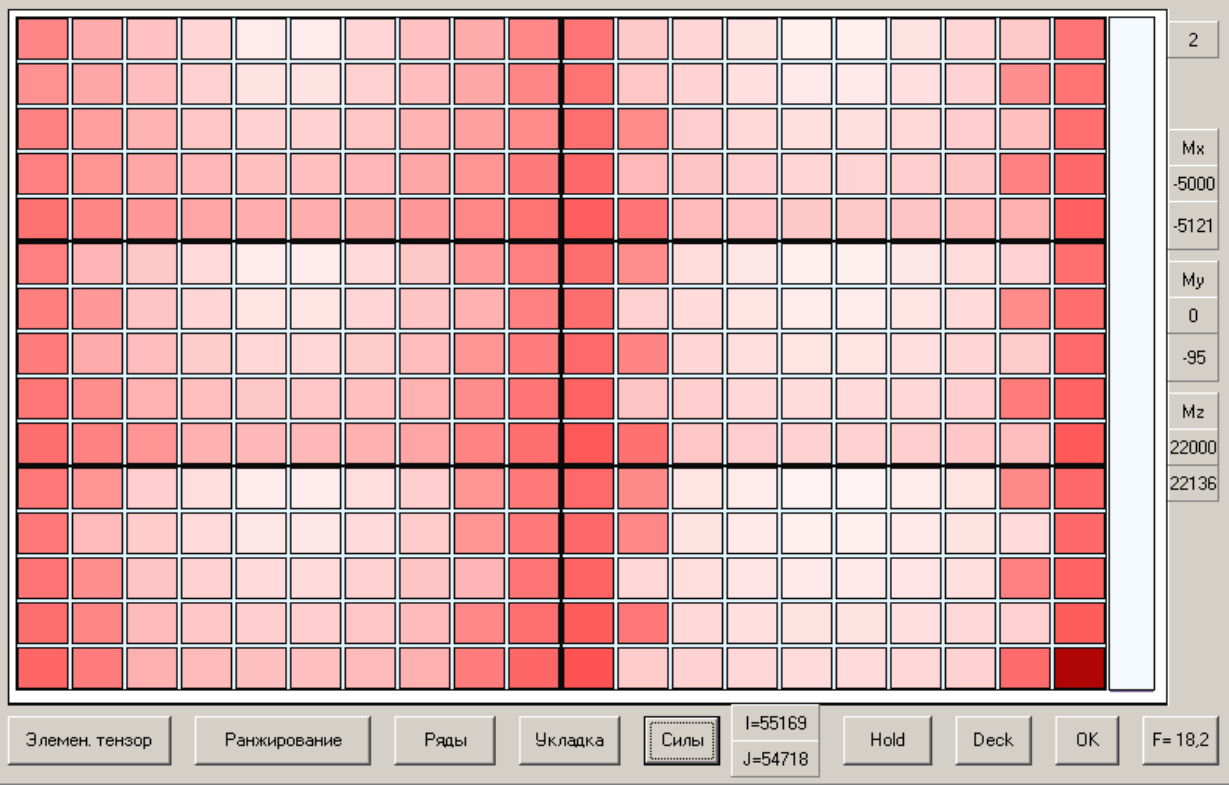 2
Mx
-5000
-5121
My
0
-95
Mz
22000
22136
Элемен. тензор
Ранжирование
Ряды
Укладка
Силы
I=55169
J=54718
Hold
Deck
OK
F= 18,2